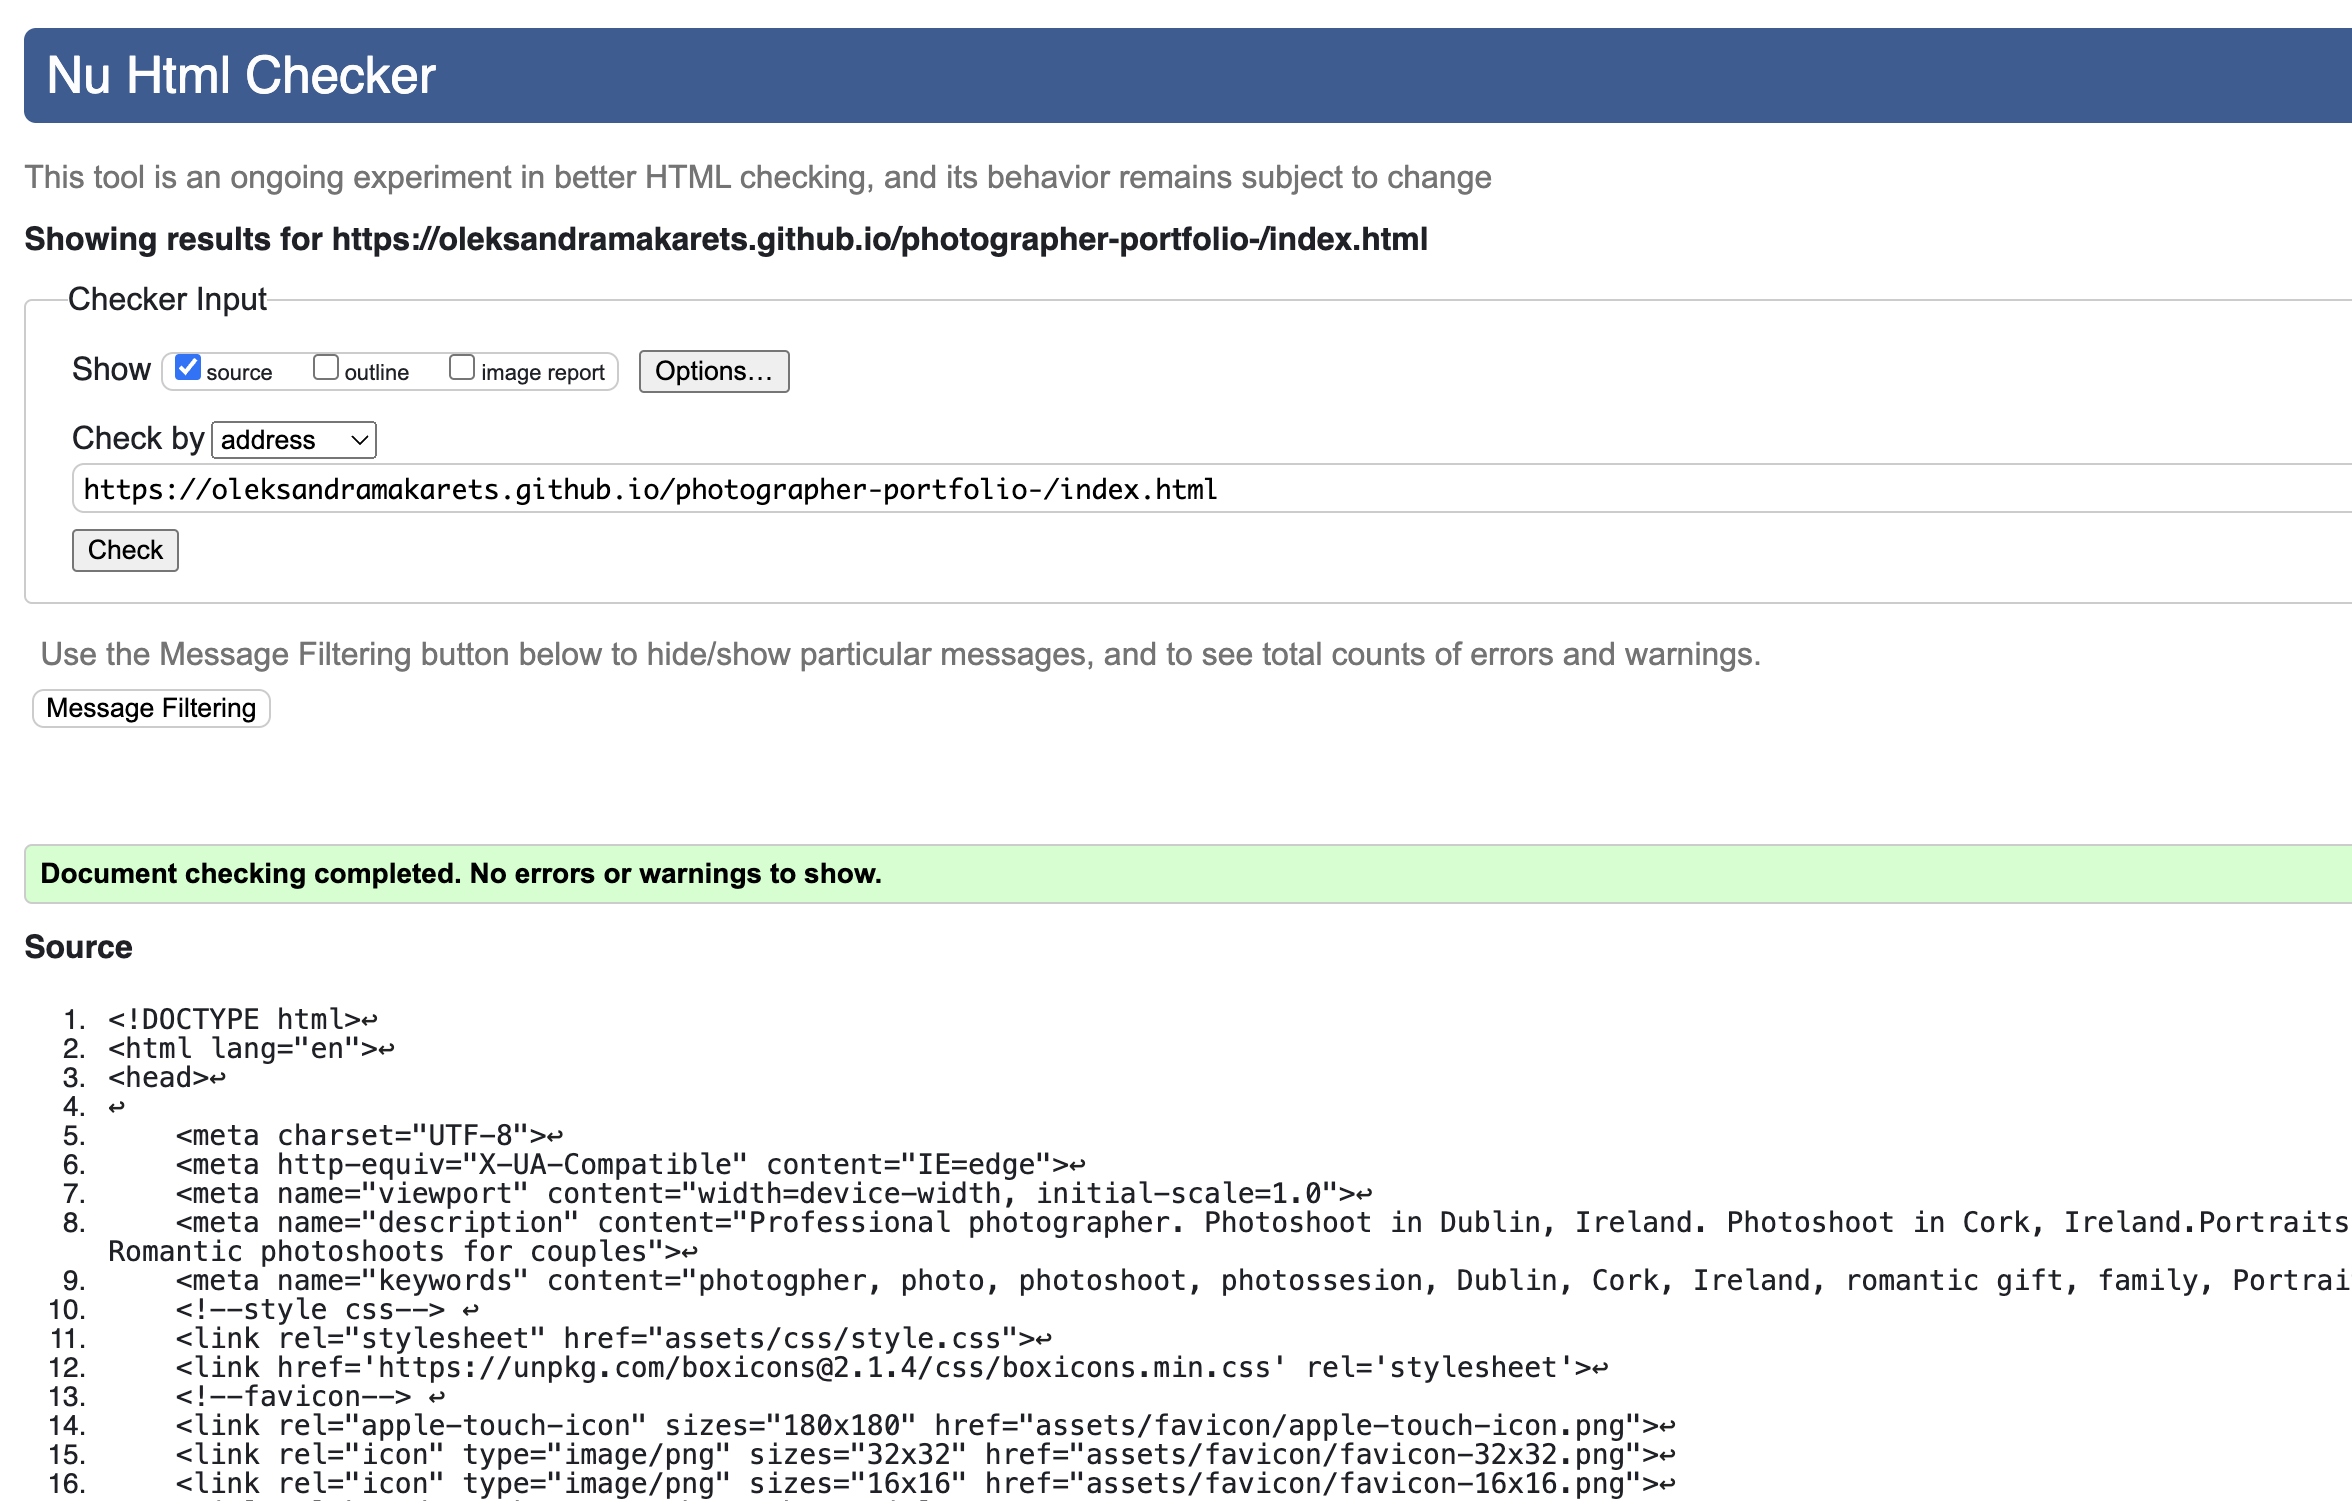 Nu Html Checker
This tool is an ongoing experiment in better HTML checking, and its behavior remains subject to change
Showing results for https://oleksandramakarets.github.io/photographer-portfolio-/index.html
Checker Input
Show source outline image report Options...
Check by address
https://oleksandramakarets.github.io/photographer-portfolio-/index.html
Check
Use the Message Filtering button below to hide/show particular messages, and to see total counts of errors and warnings.
Message Filtering
Document checking completed. No errors or warnings to show.
Source
1. <!DOCTYPE html>↩
2. <html lang="en">↩
3. <head>↩
4. ↩
5. <meta charset="UTF-8">↩
6. <meta http-equiv="X-UA-Compatible" content="IE=edge">↩
7. <meta name="viewport" content="width=device-width, initial-scale=1.0">↩
8. <meta name="description" content="Professional photographer. Photoshoot in Dublin, Ireland. Photoshoot in Cork, Ireland.Portraits
Romantic photoshoots for couples">↩
9. <meta name="keywords" content="photogpher, photo, photoshoot, photossesion, Dublin, Cork, Ireland, romantic gift, family, Portrai
10. <!--style css--> ↩
11. <link rel="stylesheet" href="assets/css/style.css">↩
12. <link href='https://unpkg.com/boxicons@2.1.4/css/boxicons.min.css' rel='stylesheet'>↩
13. <!--favicon--> ↩
14. <link rel="apple-touch-icon" sizes="180x180" href="assets/favicon/apple-touch-icon.png">↩
15. <link rel="icon" type="image/png" sizes="32x32" href="assets/favicon/favicon-32x32.png">↩
16. <link rel="icon" type="image/png" sizes="16x16" href="assets/favicon/favicon-16x16.png">↩